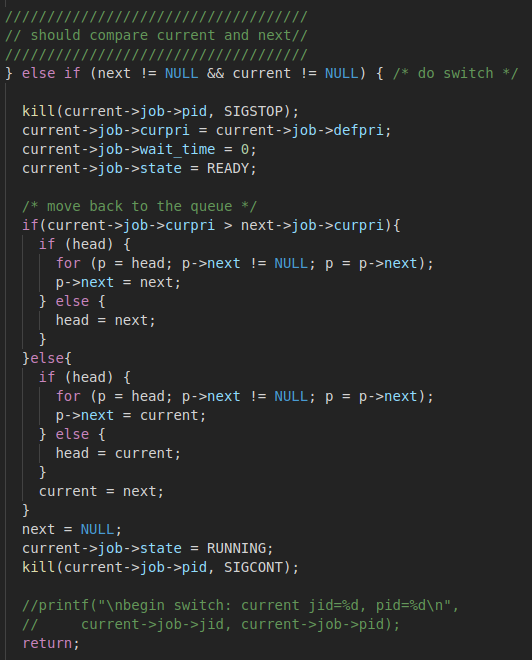 ////////////////////////////////////
// should compare current and next//
////////////////////////////////////
} else if (next != NULL && current != NULL) { /* do switch */
kill(current->job->pid, SIGSTOP);
current->job->curpri = current->job->defpri;
current->job->wait_time = 0;
current->job->state = READY;
/* move back to the queue */
if(current->job->curpri > next->job->curpri){
if (head) {
for (p = head; p->next != NULL; p = p->next);
p->next = next;
} else {
head = next;
}
}else{
if (head) {
for (p = head; p->next != NULL; p = p->next);
p->next = current;
} else {
head = current;
}
current = next;
}
next = NULL;
current->job->state = RUNNING;
kill(current->job->pid, SIGCONT);
//printf("\nbegin switch: current jid=%d, pid=%d\n",
//     current->job->jid, current->job->pid);
return;